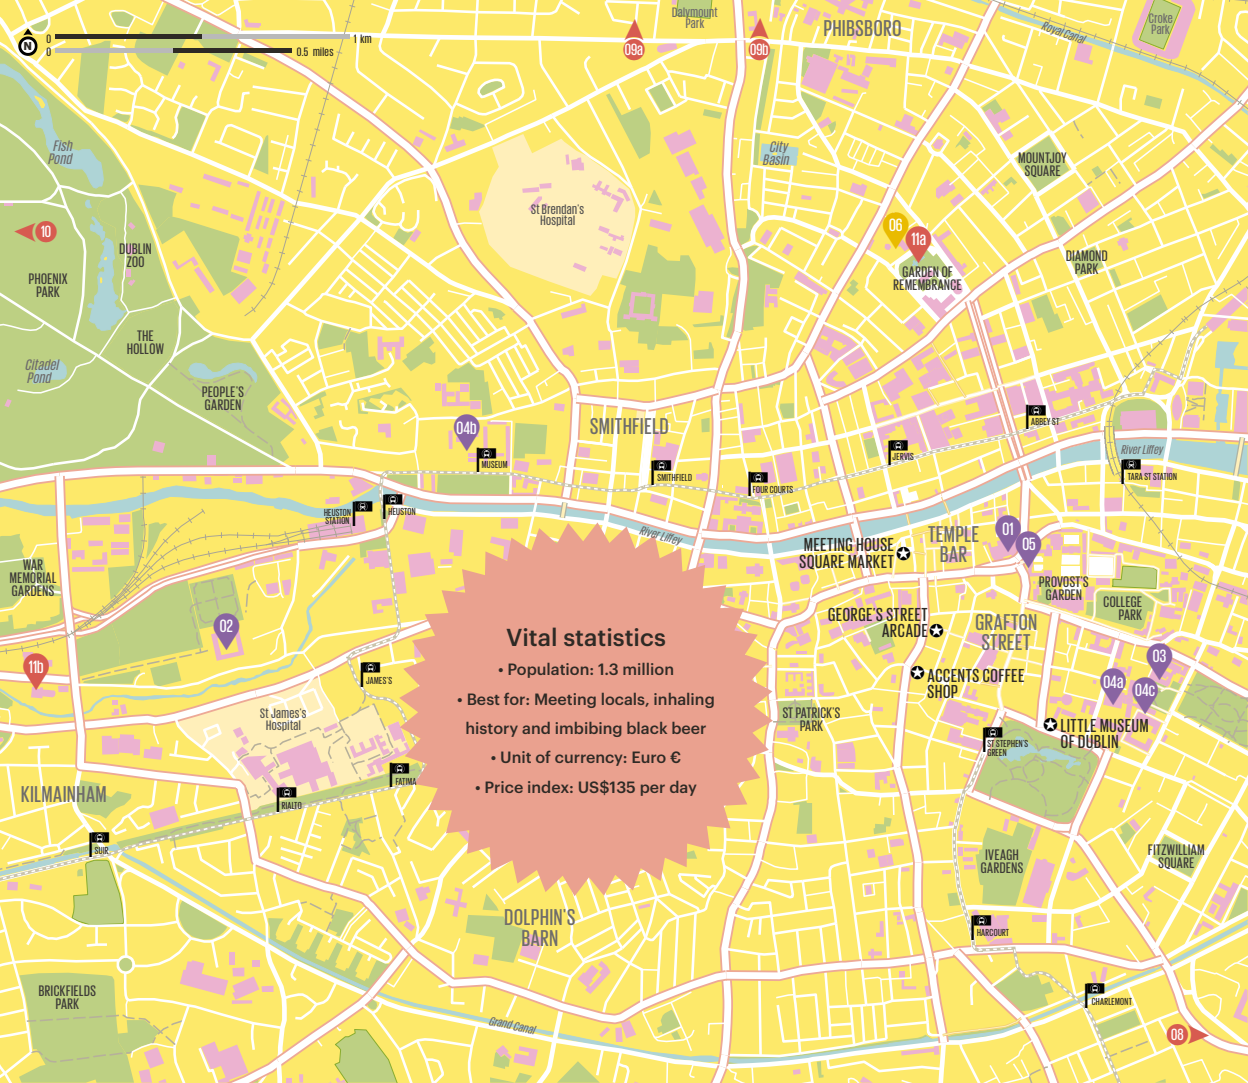 N
0
1 km
0
0.5 miles
09a
Dalymount
Park
09b
PHIBSBORO
Royal Canal
Croke
Park
Fish
Pond
City
Basin
MOUNTJOY
SQUARE
St Brendan's
Hospital
10
DUBLIN
ZOO
PHOENIX
PARK
06
11a
GARDEN OF
REMEMBRANCE
DIAMOND
PARK
THE
HOLLOW
Citadel
Pond
PEOPLE'S
GARDEN
04b
MUSEUM
SMITHFIELD
SMITHFIELD
FOUR COURTS
JERVIS
ABBEY ST
River Liffey
TARA ST STATION
HEUSTON
STATION
HEUSTON
River Liffey
MEETING HOUSE
SQUARE MARKET
TEMPLE
BAR
01
05
PROVOST'S
GARDEN
COLLEGE
PARK
WAR
MEMORIAL
GARDENS
02
11b
GEORGE'S STREET
ARCADE
GRAFTON
STREET
03
04a
04c
ACCENTS COFFEE
SHOP
JAMES'S
St James's
Hospital
ST PATRICK'S
PARK
LITTLE MUSEUM
OF DUBLIN
ST STEPHEN'S
GREEN
Vital statistics
• Population: 1.3 million
• Best for: Meeting locals, inhaling
history and imbibing black beer
• Unit of currency: Euro €
• Price index: US$135 per day
FATIMA
RIALTO
KILMAINHAM
SUIR
IVEAGH
GARDENS
FITZWILLIAM
SQUARE
DOLPHIN'S
BARN
HARCOURT
BRICKFIELDS
PARK
CHARLEMONT
Grand Canal
08